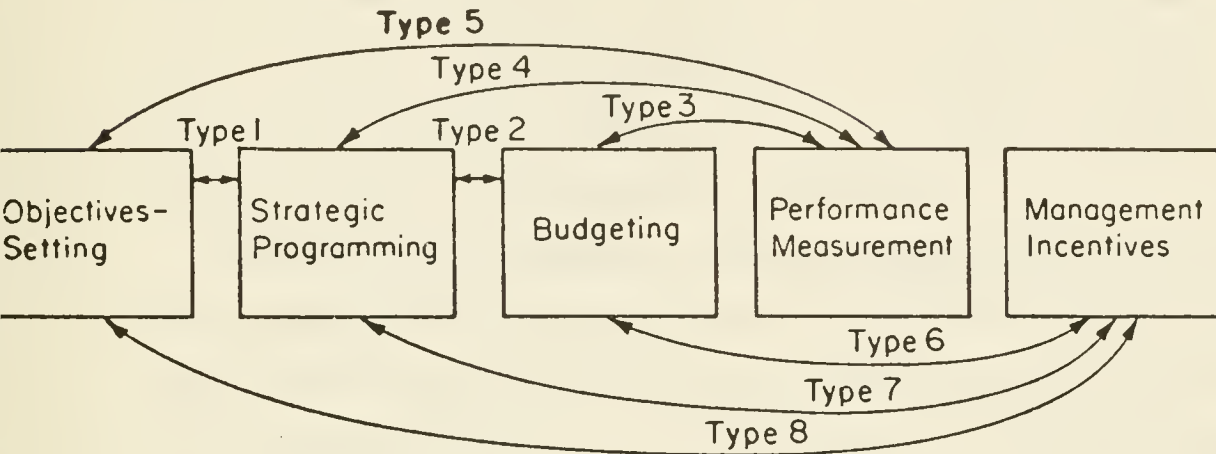 Type 5
Type 4
Type 3
Type 1
Type 2
Objectives-
Setting
Strategic
Programming
Budgeting
Performance
Measurement
Management
Incentives
Type 6
Type 7
Type 8